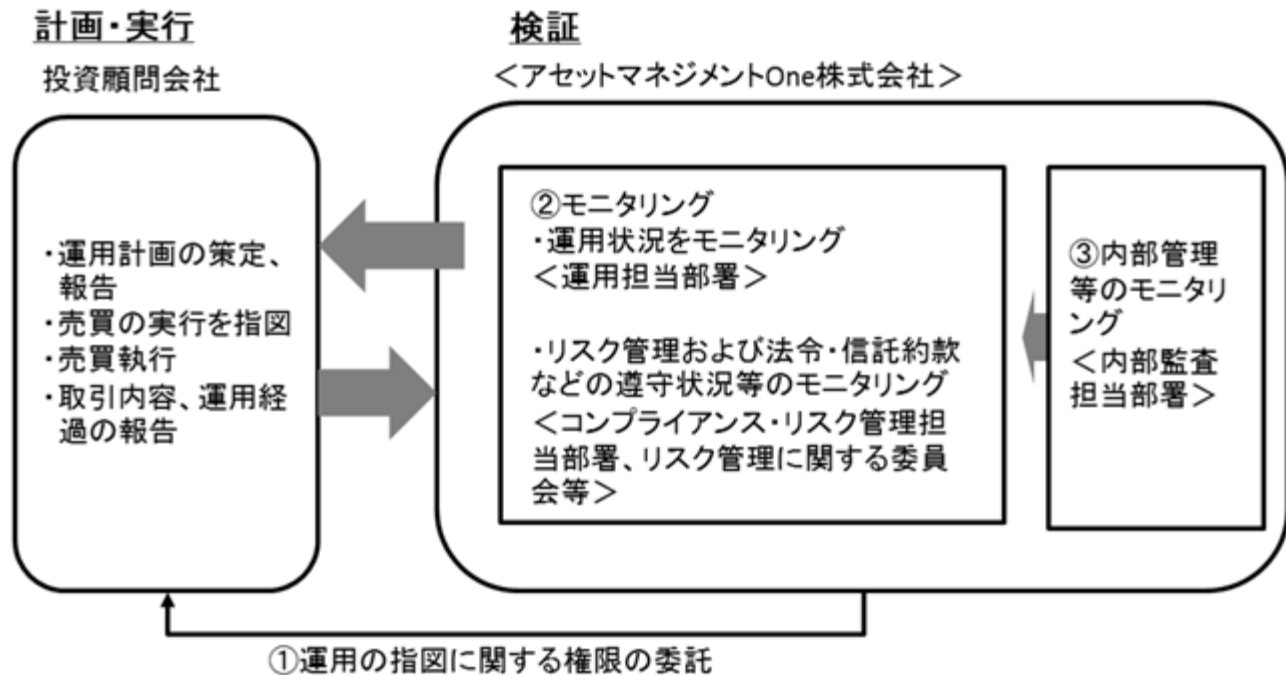 計画・実行
投資顧問会社
・運用計画の策定、
報告
・売買の実行を指図
・売買執行
・取引内容、運用経
過の報告
検証
＜アセットマネジメントOne株式会社＞
②モニタリング
・運用状況をモニタリング
＜運用担当部署＞
・リスク管理および法令・信託約款
などの遵守状況等のモニタリング
＜コンプライアンス・リスク管理担
当部署、リスク管理に関する委員
会等＞
③内部管理
等のモニタリ
ング
＜内部監査
担当部署＞
①運用の指図に関する権限の委託